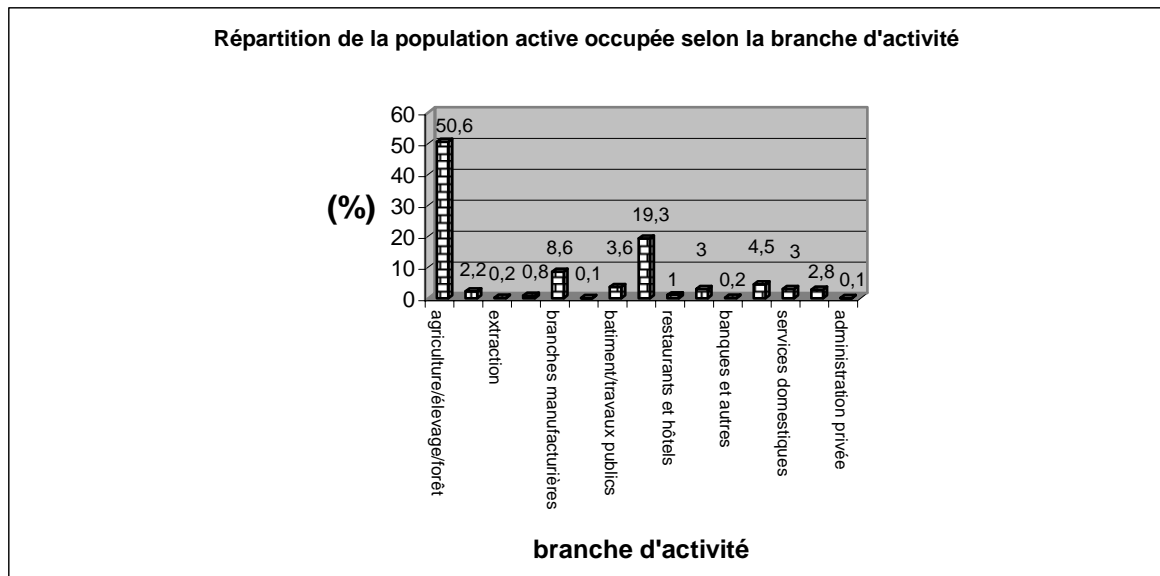 Répartition de la population active occupée selon la branche d'activité
60
50
40
30
20
10
0
(%)
50,6
2,2
0,2
0,8
8,6
0,1
3,6
19,3
1
3
0,2
4,5
3
2,8
0,1
agriculture/élevage/forêt
extraction
branches manufacturières
batiment/travaux publics
restaurants et hôtels
banques et autres
services domestiques
administration privée
branche d'activité